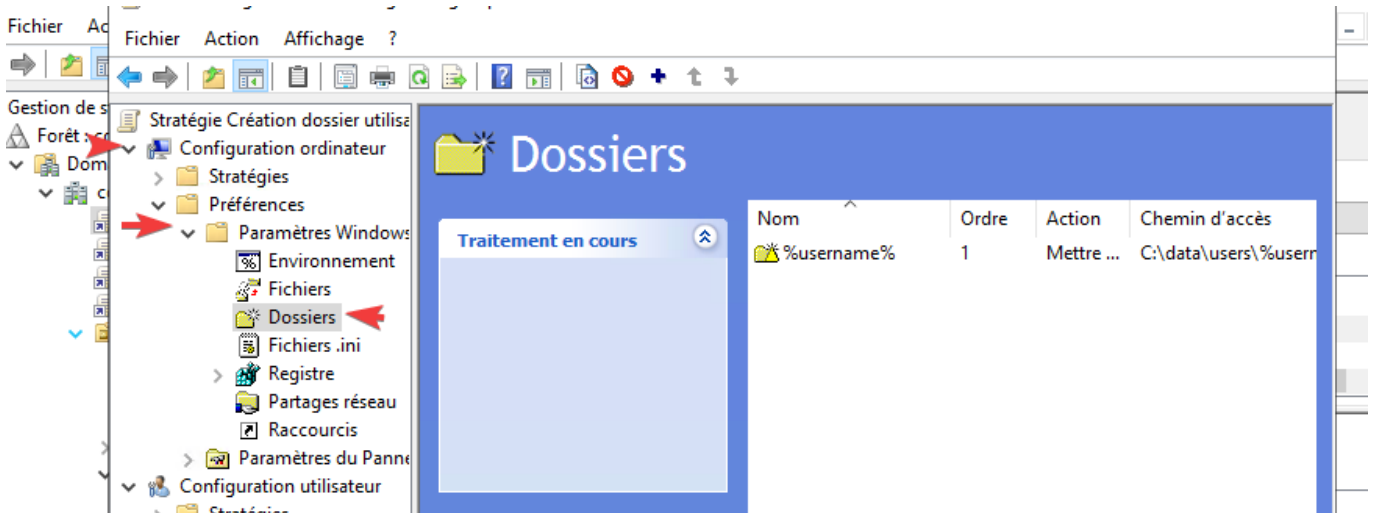 Fichier Ac
Fichier Action Affichage ?
Gestion de s
Forêt : co
Dom
Stratégie Création dossier utilisa
Configuration ordinateur
Stratégies
Préférences
Paramètres Windows
Environnement
Fichiers
Dossiers
Fichiers .ini
Registre
Partages réseau
Raccourcis
Paramètres du Panne
Configuration utilisateur
Stratégies
Dossiers
Traitement en cours
Nom Ordre Action Chemin d'accès
%username% 1 Mettre ... C:\data\users\%usern